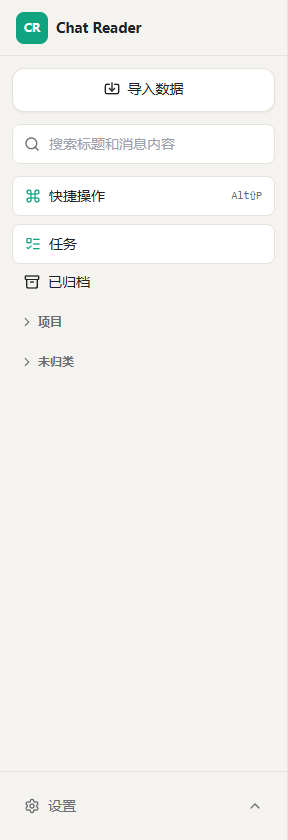 CR Chat Reader
导入数据
搜索标题和消息内容
快捷操作 Alt⇧P
任务
已归档
项目
未归类
设置